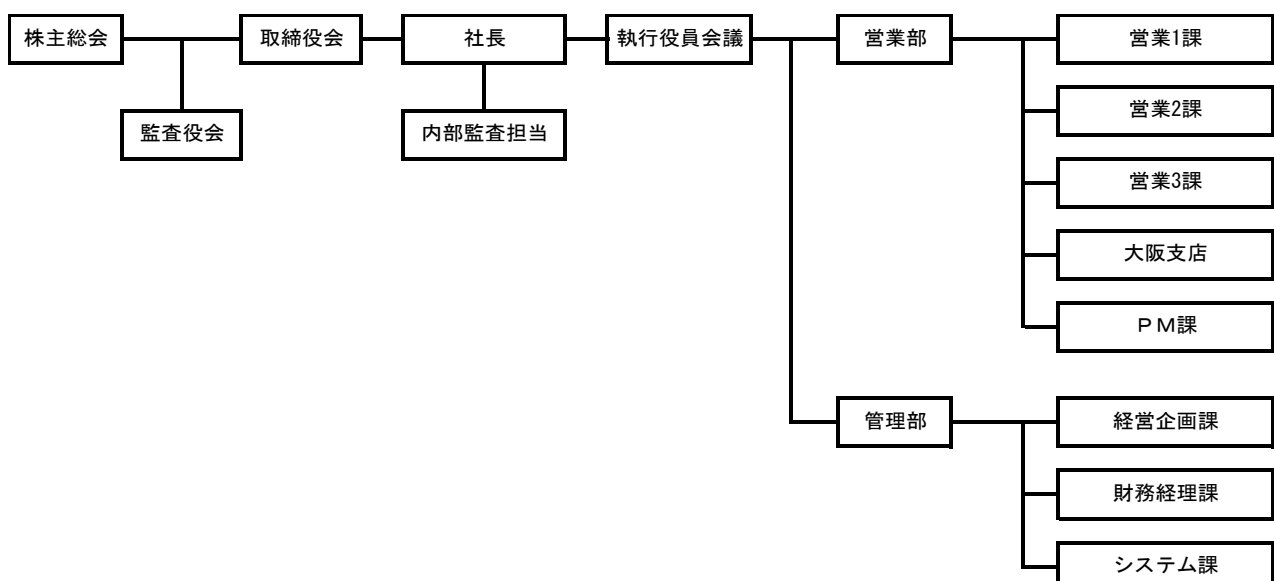 株主総会
取締役会
社長
執行役員会議
営業部
営業1課
監査役会
内部監査担当
営業2課
営業3課
大阪支店
ＰＭ課
管理部
経営企画課
財務経理課
システム課